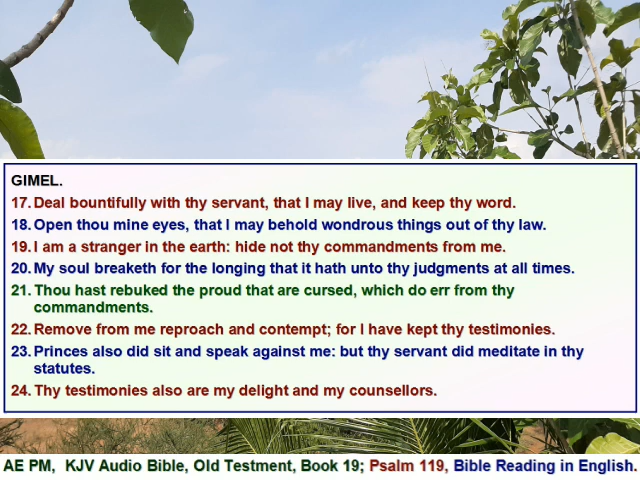 GIMEL.
17. Deal bountifully with thy servant, that I may live, and keep thy word.
18. Open thou mine eyes, that I may behold wondrous things out of thy law.
19. I am a stranger in the earth: hide not thy commandments from me.
20. My soul breaketh for the longing that it hath unto thy judgments at all times.
21. Thou hast rebuked the proud that are cursed, which do err from thy
commandments.
22. Remove from me reproach and contempt; for I have kept thy testimonies.
23. Princes also did sit and speak against me: but thy servant did meditate in thy
statutes.
24. Thy testimonies also are my delight and my counsellors.
AE PM, KJV Audio Bible, Old Testment, Book 19; Psalm 119, Bible Reading in English.